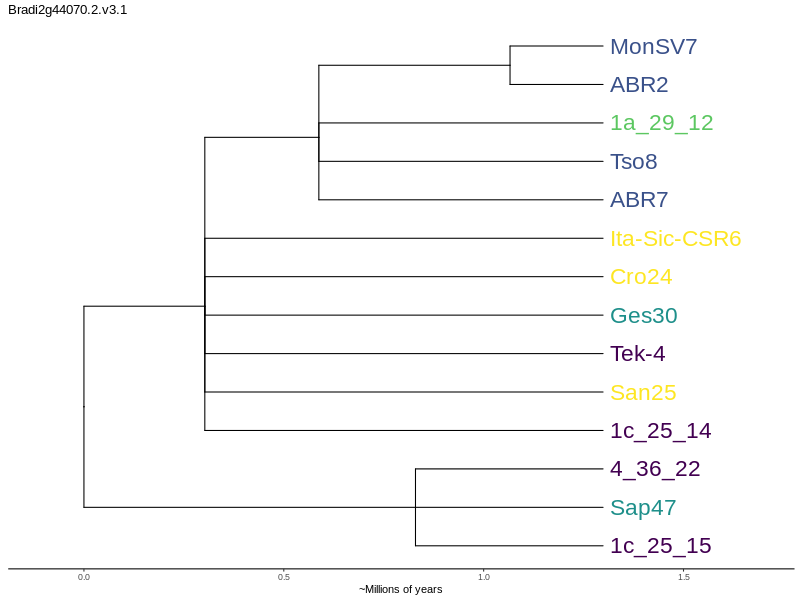 Bradi2g44070.2.v3.1
MonSV7
ABR2
1a_29_12
Tso8
ABR7
Ita-Sic-CSR6
Cro24
Ges30
Tek-4
San25
1c_25_14
4_36_22
Sap47
1c_25_15
0.0 0.5 1.0 1.5
~Millions of years